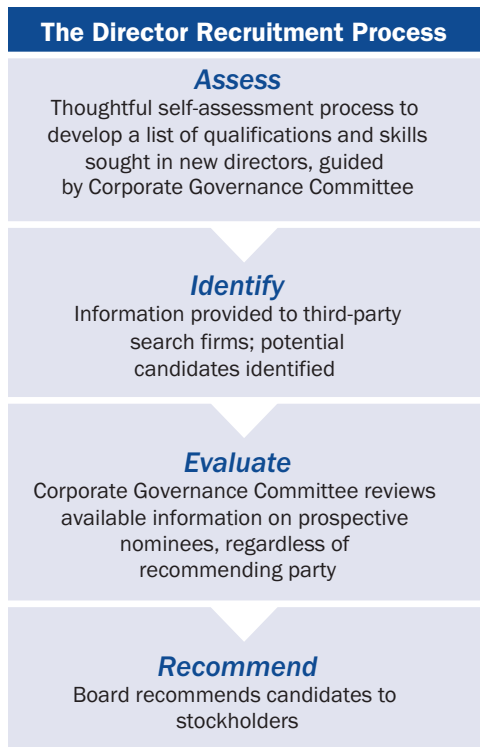 The Director Recruitment Process
Assess
Thoughtful self-assessment process to
develop a list of qualifications and skills
sought in new directors, guided
by Corporate Governance Committee
Identify
Information provided to third-party
search firms; potential
candidates identified
Evaluate
Corporate Governance Committee reviews
available information on prospective
nominees, regardless of
recommending party
Recommend
Board recommends candidates to
stockholders